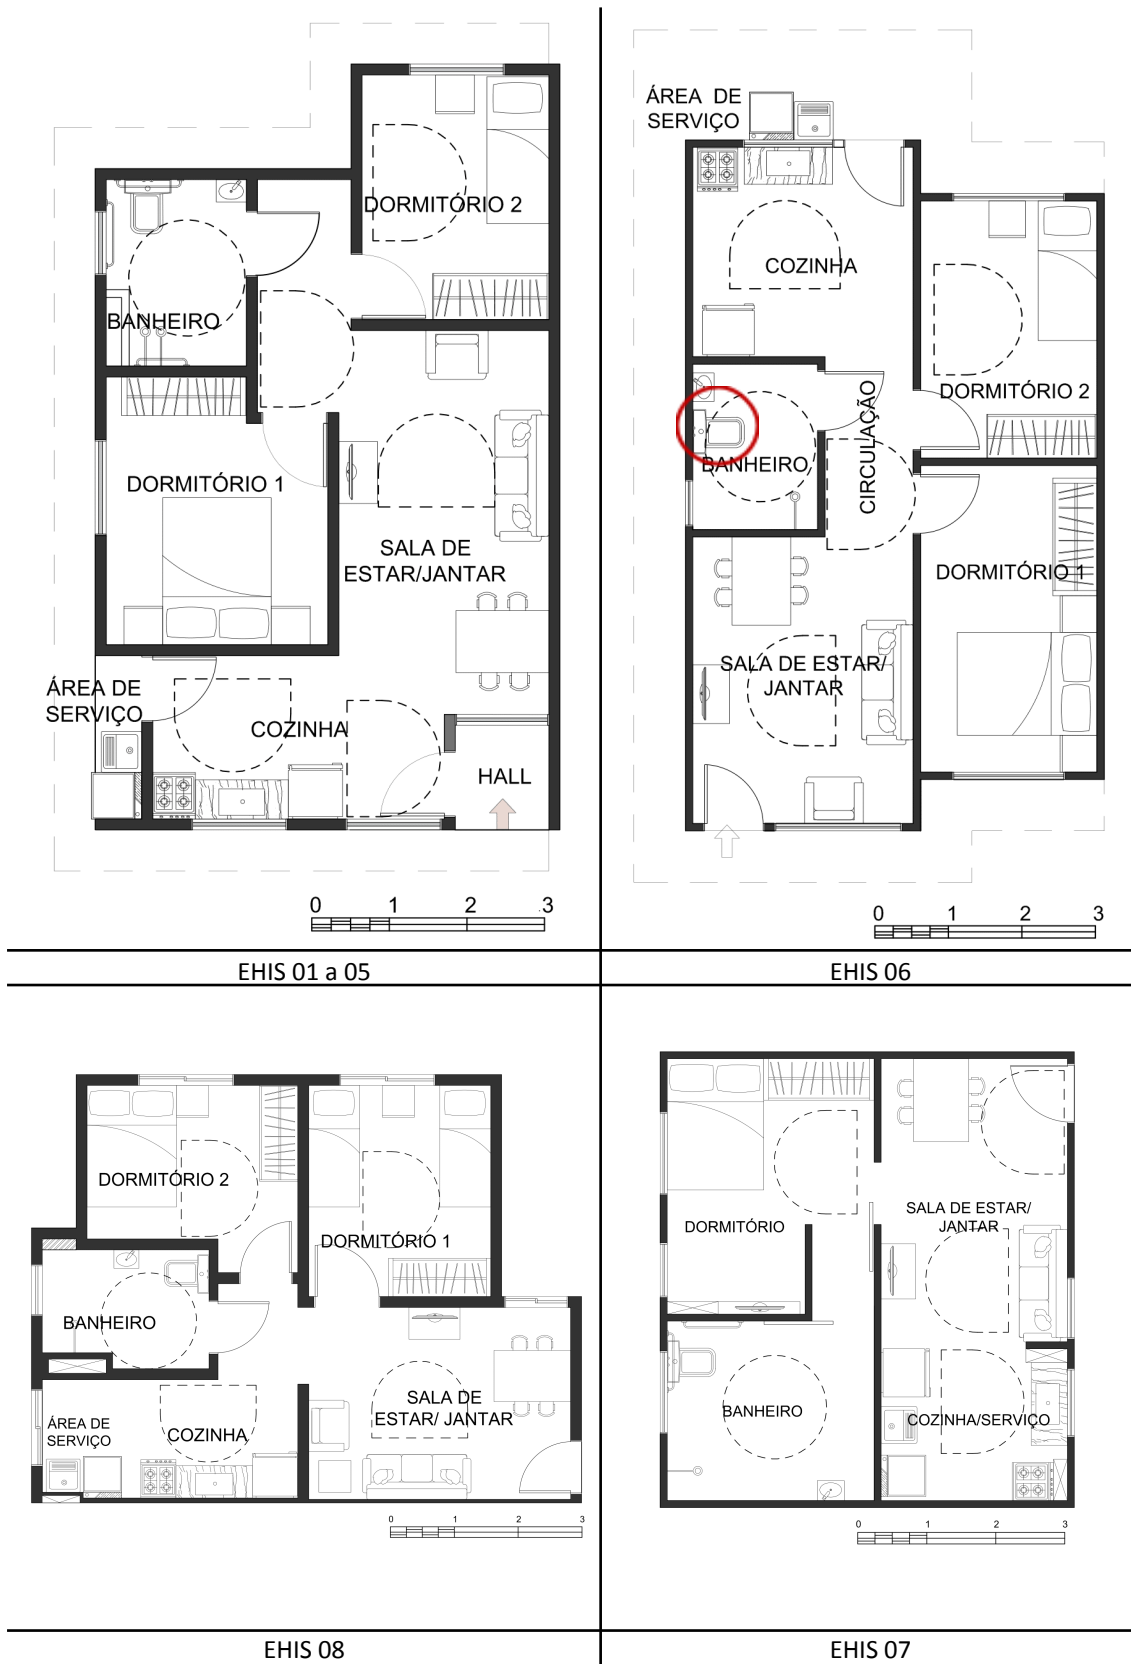 DORMITÓRIO 2
BANHEIRO
DORMITÓRIO 1
SALA DE
ESTAR/JANTAR
ÁREA DE
SERVIÇO
COZINHA
HALL
0 1 2 3
EHIS 01 a 05
ÁREA DE
SERVIÇO
COZINHA
DORMITÓRIO 2
CIRCULAÇÃO
BANHEIRO
DORMITÓRIO 1
SALA DE ESTAR/
JANTAR
0 1 2 3
EHIS 06
DORMITÓRIO 2
DORMITÓRIO 1
BANHEIRO
SALA DE
ESTAR/ JANTAR
ÁREA DE
SERVIÇO
COZINHA
0 1 2 3
EHIS 08
DORMITÓRIO
SALA DE ESTAR/
JANTAR
BANHEIRO
COZINHA/SERVIÇO
0 1 2 3
EHIS 07